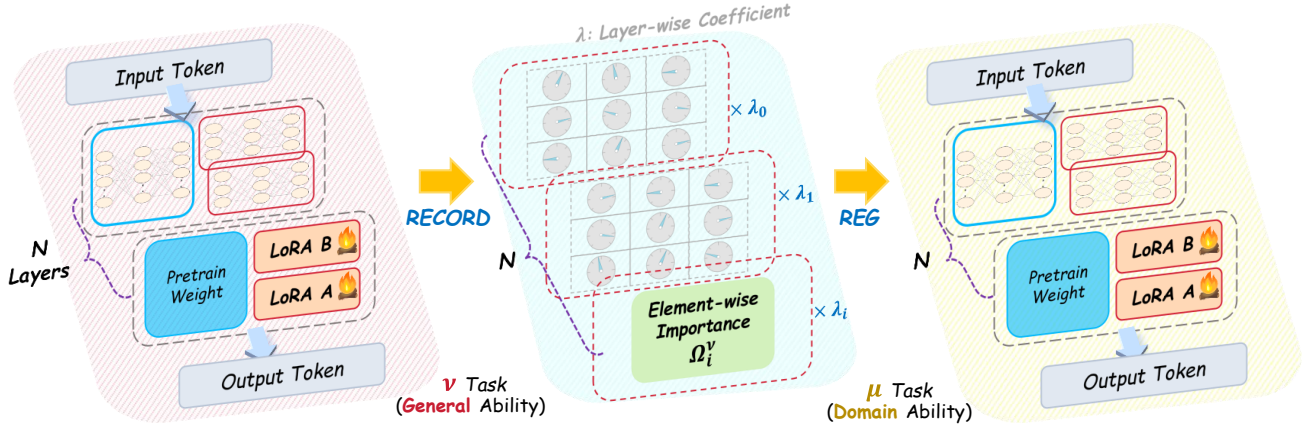 Input Token
N
Layers
Pretrain
Weight
LoRA B
LoRA A
Output Token
RECORD
ν Task
(General Ability)
λ: Layer-wise Coefficient
× λ0
× λ1
N
× λi
Element-wise
Importance
Ω_i^ν
REG
μ Task
(Domain Ability)
Input Token
N
Pretrain
Weight
LoRA B
LoRA A
Output Token